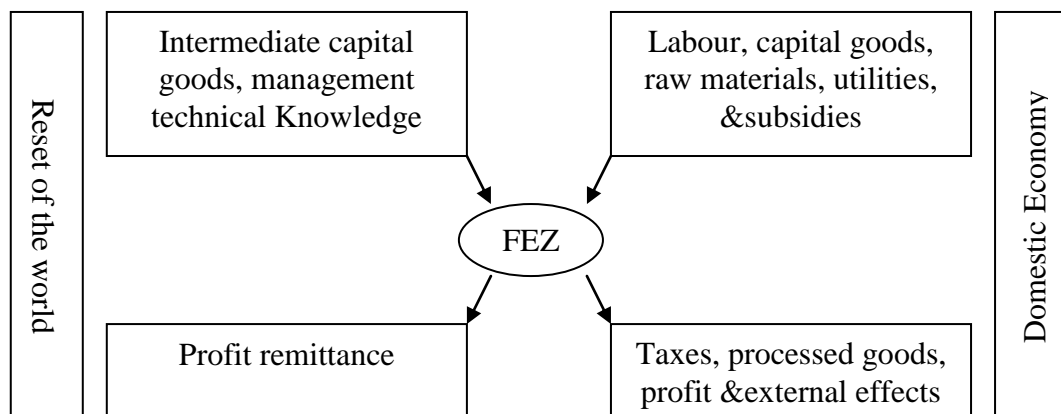 Reset of the world
Intermediate capital
goods, management
technical Knowledge
Labour, capital goods,
raw materials, utilities,
&subsidies
Domestic Economy
FEZ
Profit remittance
Taxes, processed goods,
profit &external effects